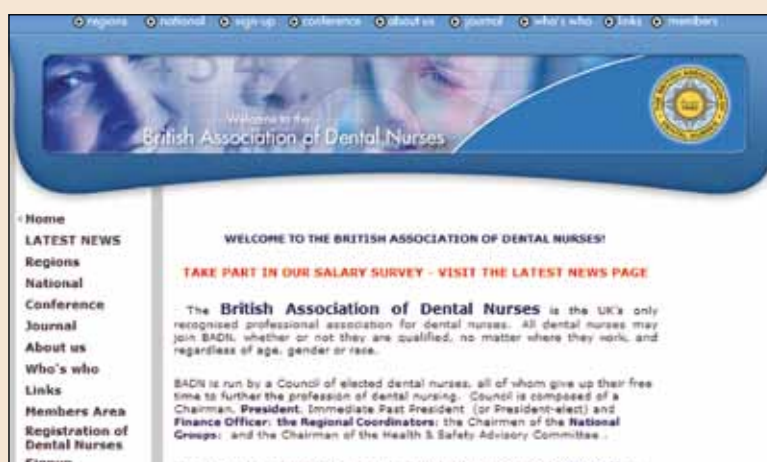 regions national sign-up conference about us journal who's who links members
Welcome to the
British Association of Dental Nurses
THE BRITISH ASSOCIATION OF DENTAL NURSES
Home
LATEST NEWS
Regions
National
Conference
Journal
About us
Who's who
Links
Members Area
Registration of
Dental Nurses
Signup
WELCOME TO THE BRITISH ASSOCIATION OF DENTAL NURSES!
TAKE PART IN OUR SALARY SURVEY - VISIT THE LATEST NEWS PAGE
The British Association of Dental Nurses is the UK's only
recognised professional association for dental nurses. All dental nurses may
join BADN, whether or not they are qualified, no matter where they work, and
regardless of age, gender or race.
BADN is run by a Council of elected dental nurses, all of whom give up their free
time to further the profession of dental nursing. Council is composed of a
Chairman, President, Immediate Past President (or President-elect) and
Finance Officer; the Regional Coordinators; the Chairmen of the National
Groups; and the Chairman of the Health & Safety Advisory Committee .